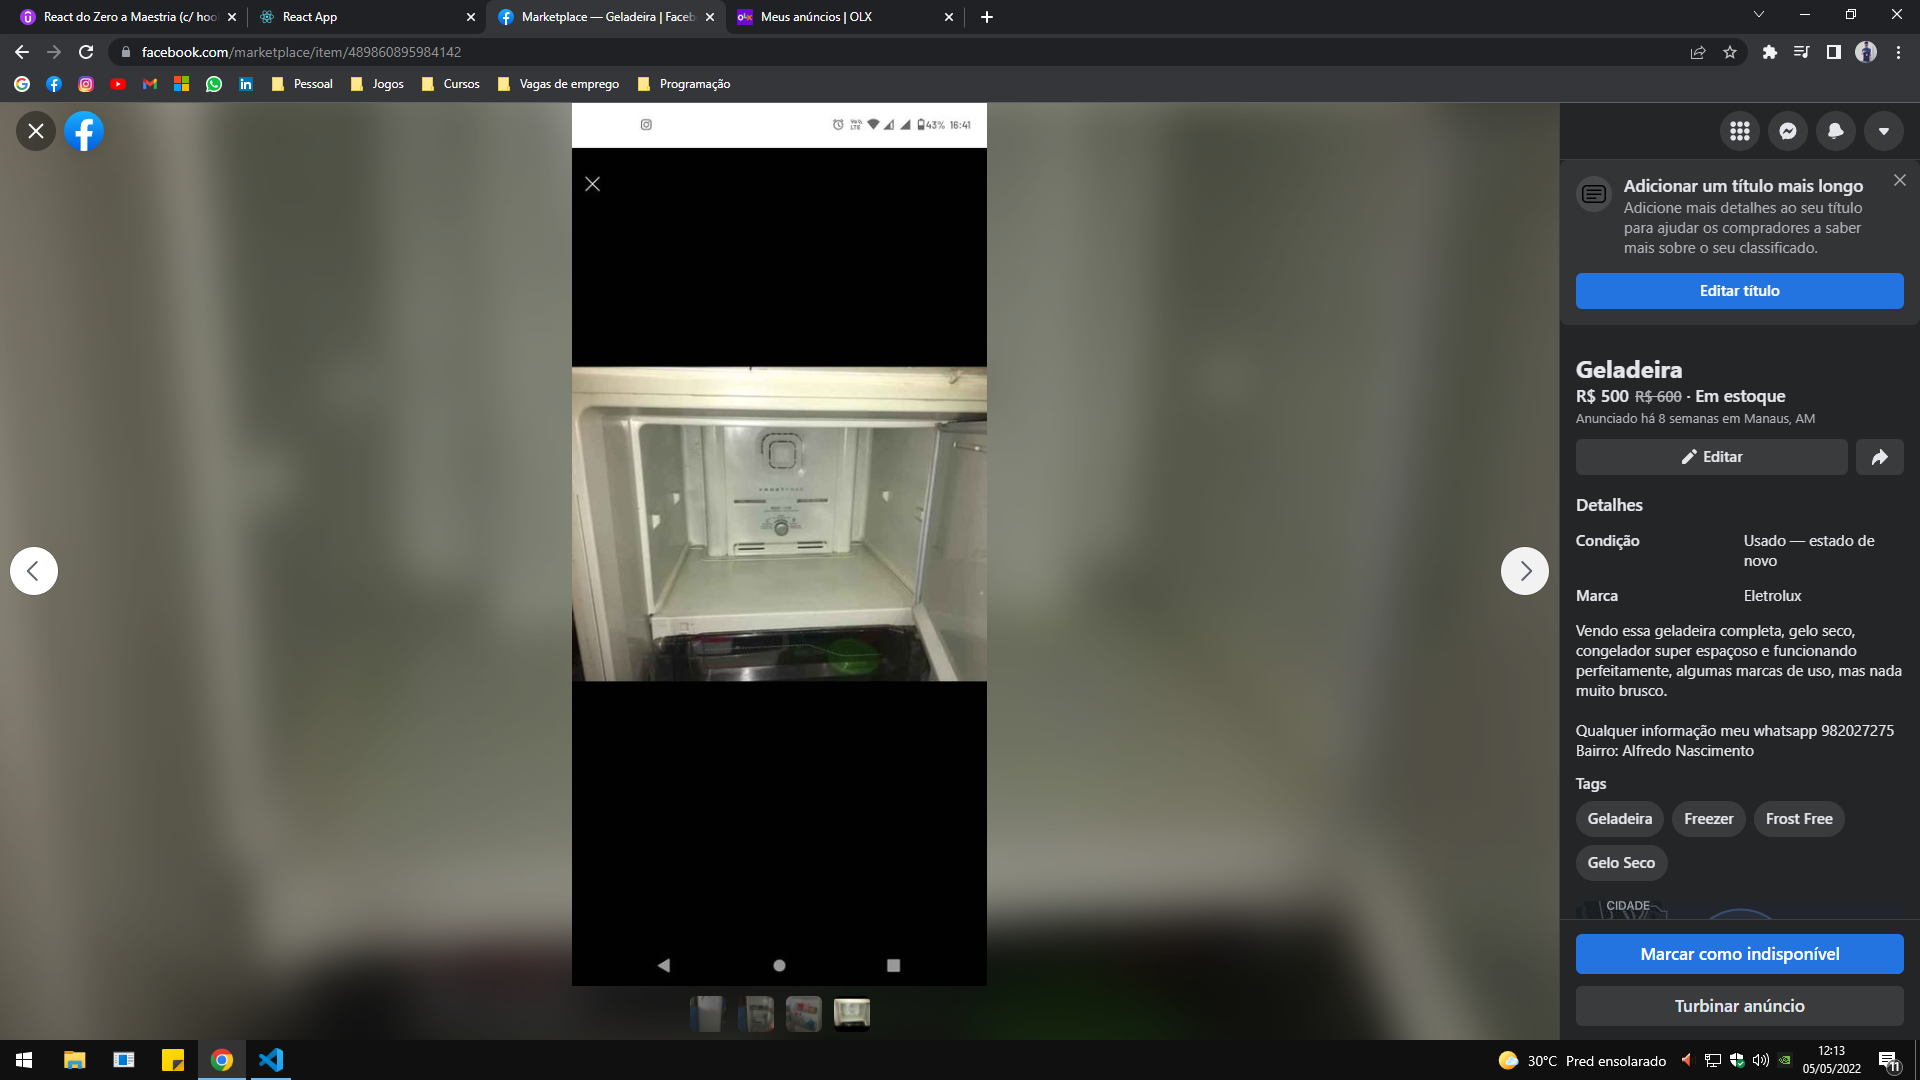 React do Zero a Maestria (c/ hoo
React App
Marketplace — Geladeira | Faceb
Meus anúncios | OLX
facebook.com/marketplace/item/489860895984142
Pessoal
Jogos
Cursos
Vagas de emprego
Programação
43% 16:41
Adicionar um título mais longo
Adicione mais detalhes ao seu título
para ajudar os compradores a saber
mais sobre o seu classificado.
Editar título
Geladeira
R$ 500 R$ 600 · Em estoque
Anunciado há 8 semanas em Manaus, AM
Editar
Detalhes
Condição
Usado — estado de
novo
Marca
Eletrolux
Vendo essa geladeira completa, gelo seco,
congelador super espaçoso e funcionando
perfeitamente, algumas marcas de uso, mas nada
muito brusco.
Qualquer informação meu whatsapp 982027275
Bairro: Alfredo Nascimento
Tags
Geladeira
Freezer
Frost Free
Gelo Seco
CIDADE
Marcar como indisponível
Turbinar anúncio
30°C Pred ensolarado
12:13
05/05/2022
11